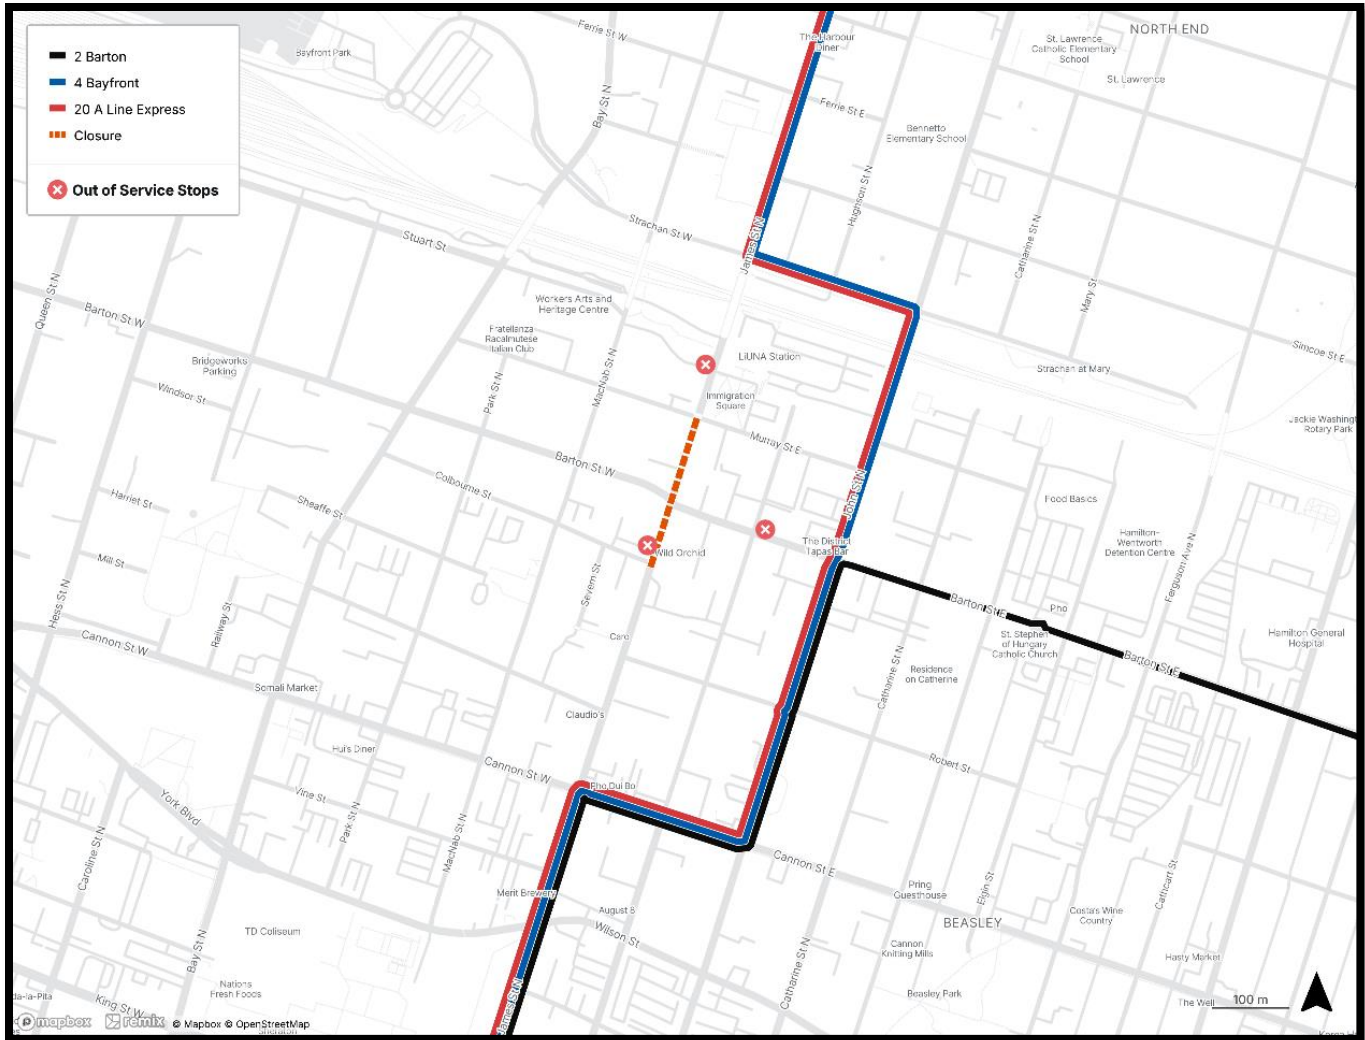 2 Barton
4 Bayfront
20 A Line Express
Closure
Out of Service Stops
Bayfront Park
Ferrie St W
The Harbour
Diner
NORTH END
St. Lawrence
Catholic Elementary
School
St. Lawrence
Bay St N
Ferrie St E
Bennetto
Elementary School
Hughson St N
Strachan St W
James St N
Catharine St N
Stuart St
Mary St
Queen St N
Barton St W
Workers Arts and
Heritage Centre
Fratellanza
Racalmutese
Italian Club
Simcoe St E
Bridgeworks
Parking
LiUNA Station
Strachan at Mary
MacNab St N
Park St N
Windsor St
Immigration
Square
Jackie Washingt
Rotary Park
Murray St E
Barton St W
Colbourne St
John St N
Harriet St
Sheaffe St
Food Basics
Hamilton-
Wentworth
Detention Centre
The District
Tapas Bar
Wild Orchid
Mill St
Ferguson Ave N
Severn St
Hess St N
Railway St
Barton St E
Pho
St. Stephen
of Hungary
Catholic Church
Hamilton General
Hospital
Cannon St W
Caro
Barton St E
Residence
on Catherine
Catharine St N
Somali Market
Claudio's
Hui's Diner
Robert St
Cannon St W
Pho Dui Bo
Vine St
York Blvd
Park St N
MacNab St N
Caroline St N
Cannon St E
Pring
Guesthouse
Elgin St
Cathcart St
Merit Brewery
August 8
Costa's Wine
Country
BEASLEY
TD Coliseum
Wilson St
Bay St N
Cannon
Knitting Mills
Hasty Market
Catharine St N
Nations
Fresh Foods
Beasley Park
da-la-Pita
King St W
James St N
The Well
100 m
mapbox
remix
© Mapbox © OpenStreetMap